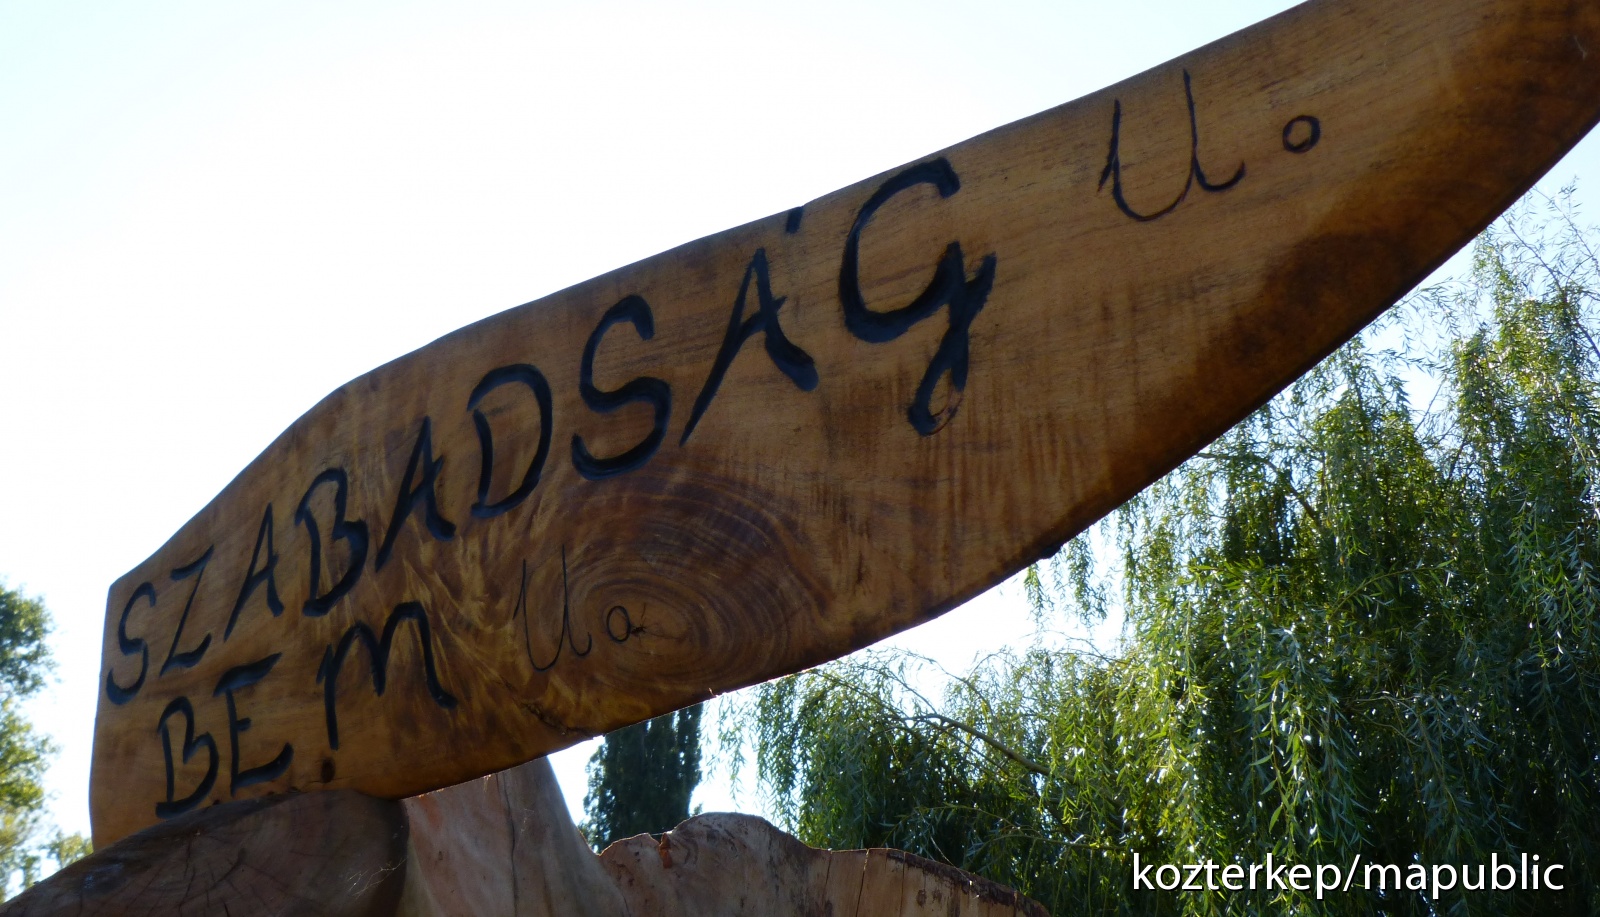 SZABADSÁG U.
BEM U.
kozterkep/mapublic